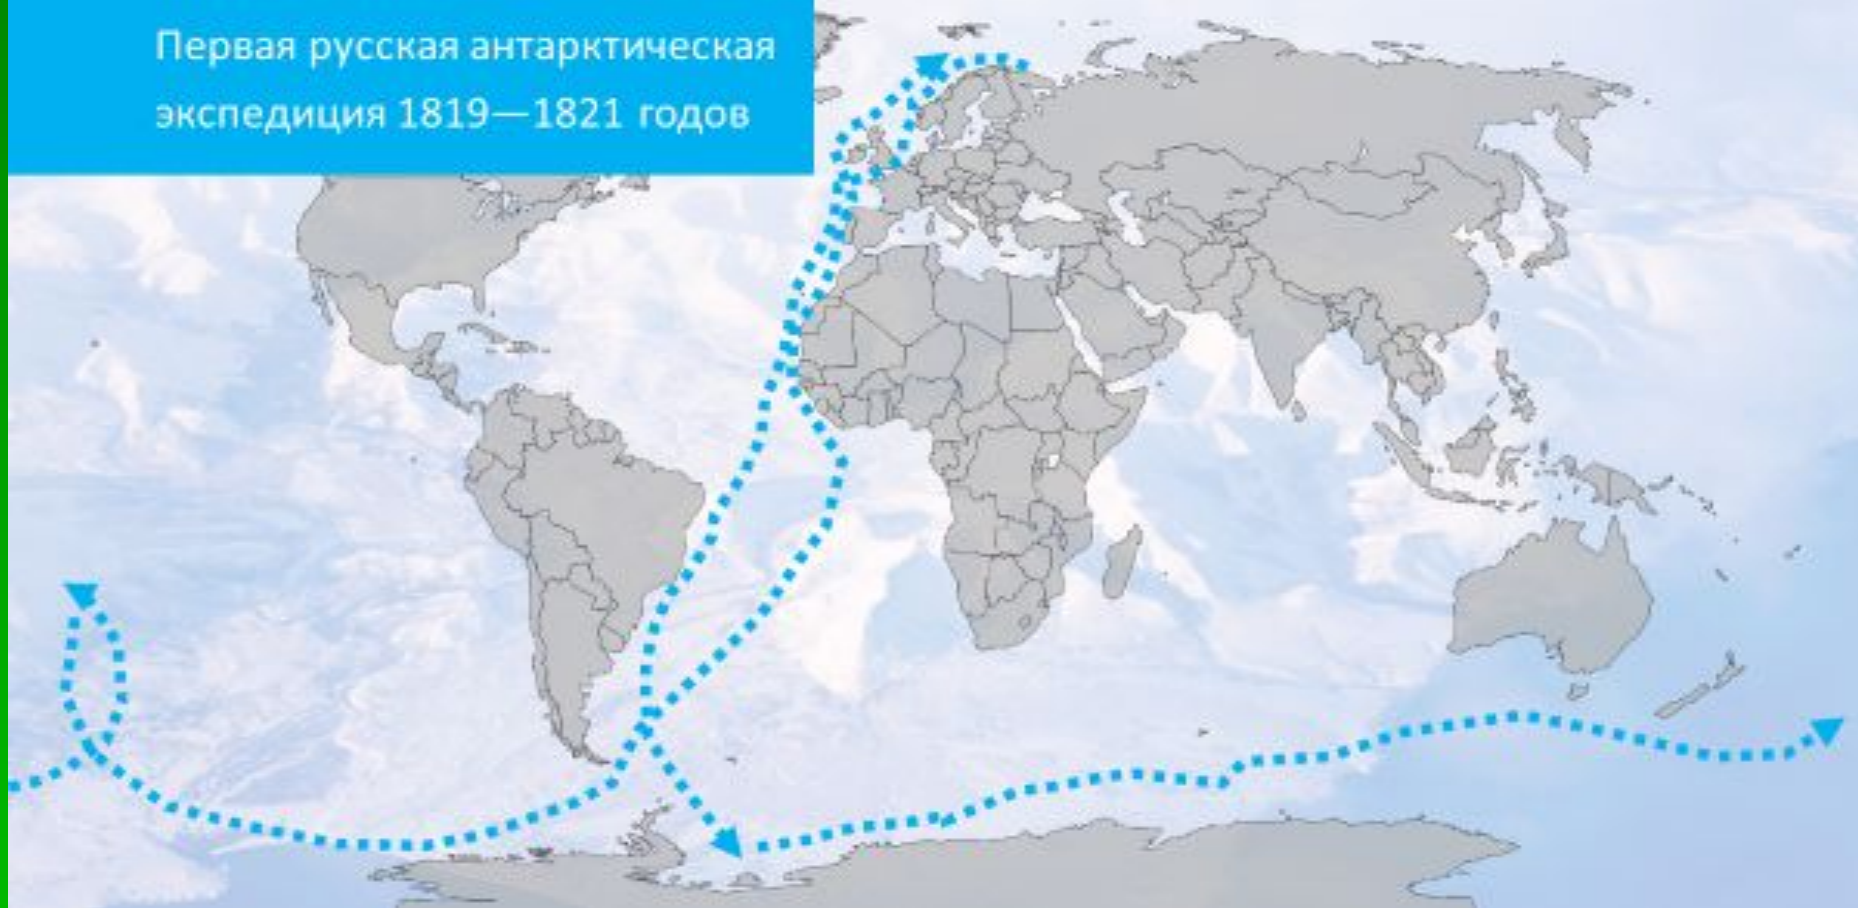 Первая русская антарктическая
экспедиция 1819—1821 годов